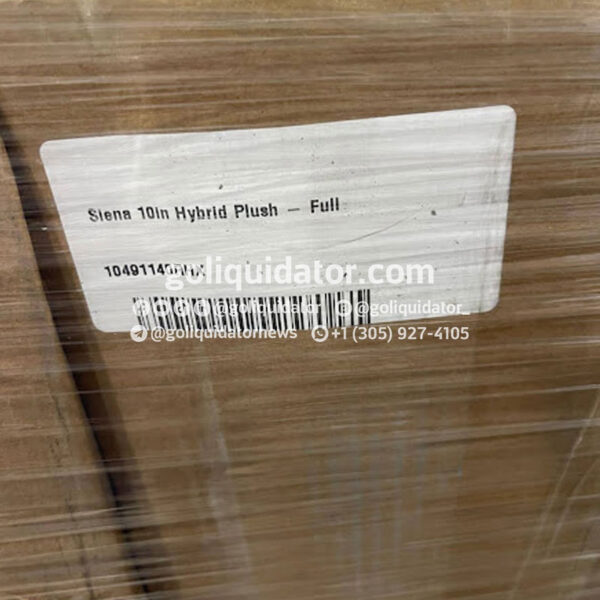 Siena 10in Hybrid Plush – Full
goliquidator.com
@goliquidator_
@goliquidatornews +1 (305) 927-4105